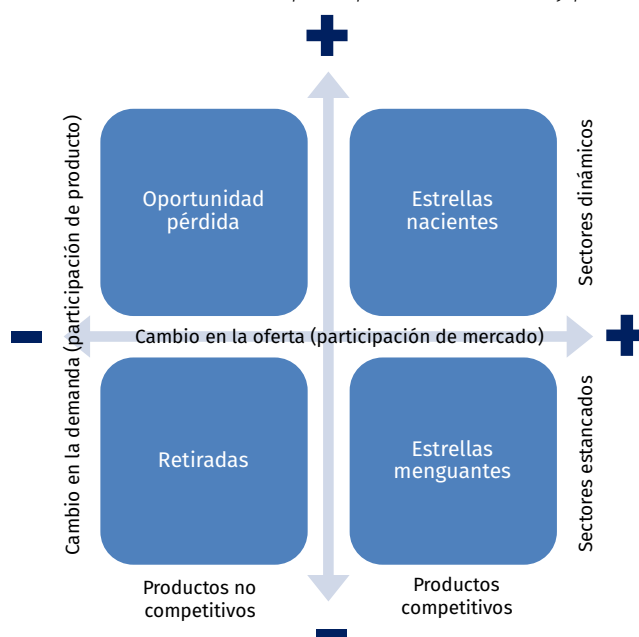 +
Cambio en la demanda (participación de producto)
Oportunidad
pérdida
Estrellas
nacientes
Sectores dinámicos
-
Cambio en la oferta (participación de mercado)
+
Retiradas
Estrellas
menguantes
Sectores estancados
Productos no
competitivos
Productos
competitivos
-